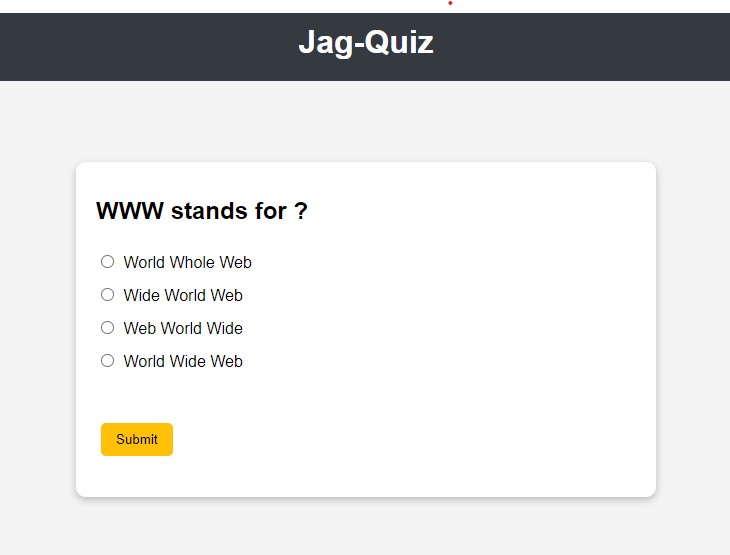 Jag-Quiz
WWW stands for ?
World Whole Web
Wide World Web
Web World Wide
World Wide Web
Submit